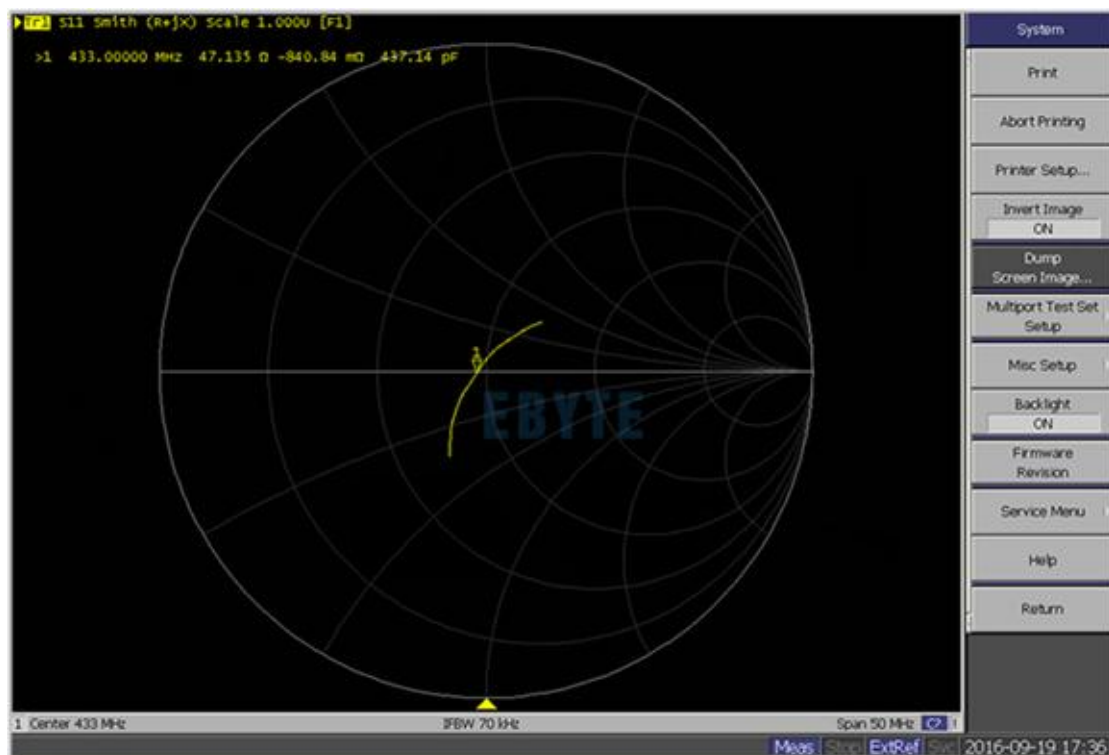 Tr1 S11 Smith (R+jX) Scale 1.000U [F1]
>1 433.00000 MHz 47.135 Ω -840.84 mΩ 437.14 pF
1
EBYTE
1 Center 433 MHz IFBW 70 kHz Span 50 MHz C? !
Meas Stop ExtRef Svc 2016-09-19 17:36
System
Print
Abort Printing
Printer Setup...
Invert Image
ON
Dump
Screen Image...
Multiport Test Set
Setup
Misc Setup
Backlight
ON
Firmware
Revision
Service Menu
Help
Return